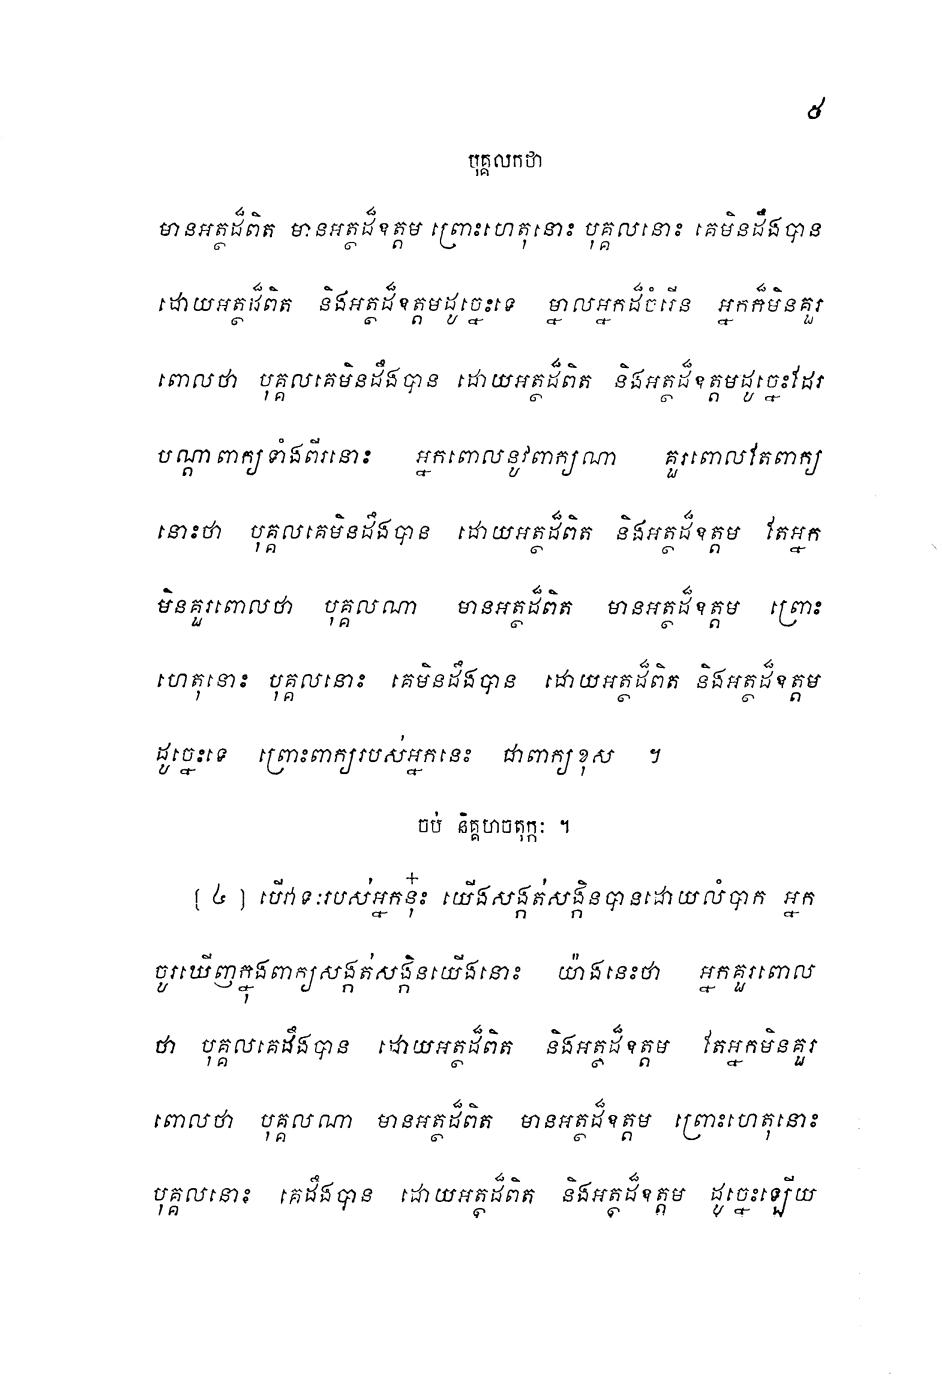 ៥
បុគ្គលកថា
មានអត្ថដ៏ពិត មានអត្ថដ៏ឧត្តម ព្រោះហេតុនោះ បុគ្គលនោះ គេមិនដឹងបាន
ដោយអត្ថដ៏ពិត និងអត្ថដ៏ឧត្តមដូច្នេះទេ ម្នាលអ្នកដ៏ចំរើន អ្នកក៏មិនគួរ
ពោលថា បុគ្គលគេមិនដឹងបាន ដោយអត្ថដ៏ពិត និងអត្ថដ៏ឧត្តមដូច្នេះដែរ
បណ្តាពាក្យទាំងពីរនោះ អ្នកពោលនូវពាក្យណា គួរពោលតែពាក្យ
នោះថា បុគ្គលគេមិនដឹងបាន ដោយអត្ថដ៏ពិត និងអត្ថដ៏ឧត្តម តែអ្នក
មិនគួរពោលថា បុគ្គលណា មានអត្ថដ៏ពិត មានអត្ថដ៏ឧត្តម ព្រោះ
ហេតុនោះ បុគ្គលនោះ គេមិនដឹងបាន ដោយអត្ថដ៏ពិត និងអត្ថដ៏ឧត្តម
ដូច្នេះទេ ព្រោះពាក្យរបស់អ្នកនេះ ជាពាក្យខុស ។
ចប់ និគ្គហចតុក្កៈ ។
[ ៤ ] បើវាទៈរបស់អ្នកនុ៎ះ យើងសង្កត់សង្កិនបានដោយលំបាក អ្នក
ចូរឃើញក្នុងពាក្យសង្កត់សង្កិនយើងនោះ យ៉ាងនេះថា អ្នកគួរពោល
ថា បុគ្គលគេដឹងបាន ដោយអត្ថដ៏ពិត និងអត្ថដ៏ឧត្តម តែអ្នកមិនគួរ
ពោលថា បុគ្គលណា មានអត្ថដ៏ពិត មានអត្ថដ៏ឧត្តម ព្រោះហេតុនោះ
បុគ្គលនោះ គេដឹងបាន ដោយអត្ថដ៏ពិត និងអត្ថដ៏ឧត្តម ដូច្នេះឡើយ